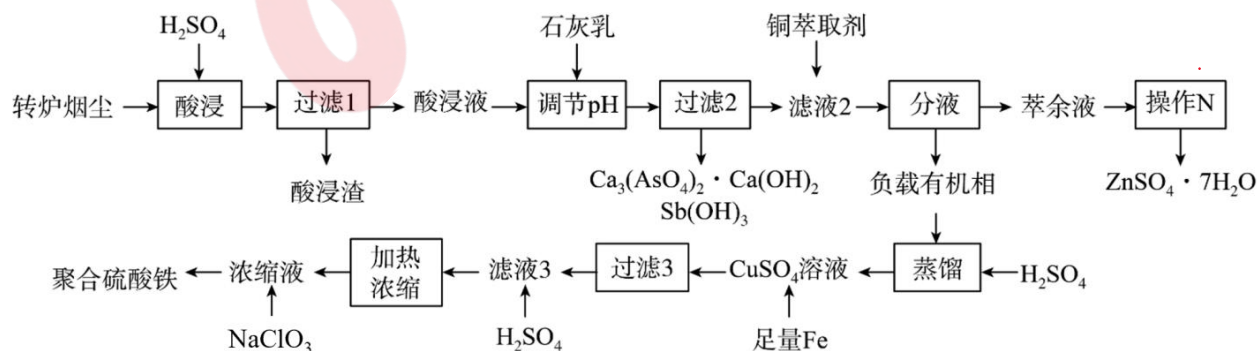 H₂SO₄
石灰乳
铜萃取剂
转炉烟尘
酸浸
过滤1
酸浸液
调节pH
过滤2
滤液2
分液
萃余液
操作N
酸浸渣
Ca₃(AsO₄)₂·Ca(OH)₂
Sb(OH)₃
负载有机相
ZnSO₄·7H₂O
聚合硫酸铁
浓缩液
加热
浓缩
滤液3
过滤3
CuSO₄溶液
蒸馏
H₂SO₄
NaClO₃
H₂SO₄
足量Fe